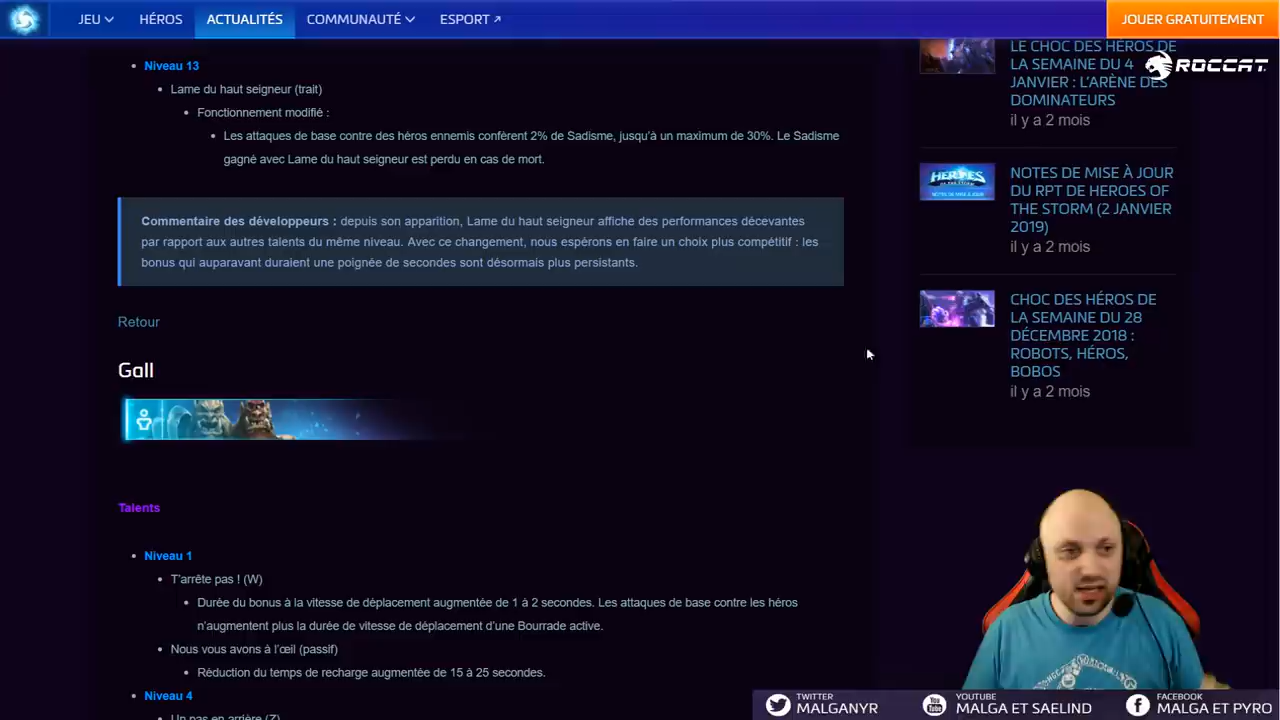 JEU
HÉROS
ACTUALITÉS
COMMUNAUTÉ
ESPORT
JOUER GRATUITEMENT
ROCCAT
Niveau 13
Lame du haut seigneur (trait)
Fonctionnement modifié :
Les attaques de base contre des héros ennemis confèrent 2% de Sadisme, jusqu'à un maximum de 30%. Le Sadisme
gagné avec Lame du haut seigneur est perdu en cas de mort.
Commentaire des développeurs : depuis son apparition, Lame du haut seigneur affiche des performances décevantes
par rapport aux autres talents du même niveau. Avec ce changement, nous espérons en faire un choix plus compétitif : les
bonus qui auparavant duraient une poignée de secondes sont désormais plus persistants.
Retour
Gall
Talents
Niveau 1
T'arrête pas ! (W)
Durée du bonus à la vitesse de déplacement augmentée de 1 à 2 secondes. Les attaques de base contre les héros
n'augmentent plus la durée de vitesse de déplacement d'une Bourrade active.
Nous vous avons à l'œil (passif)
Réduction du temps de recharge augmentée de 15 à 25 secondes.
Niveau 4
Un pas en arrière (Z)
LE CHOC DES HÉROS DE
LA SEMAINE DU 4
JANVIER : L'ARÈNE DES
DOMINATEURS
il y a 2 mois
HEROES
NOTES DE MISE À JOUR
DU RPT DE HEROES OF
THE STORM (2 JANVIER
2019)
il y a 2 mois
CHOC DES HÉROS DE
LA SEMAINE DU 28
DÉCEMBRE 2018 :
ROBOTS, HÉROS,
BOBOS
il y a 2 mois
TWITTER
MALGANYR
YOUTUBE
MALGA ET SAELIND
FACEBOOK
MALGA ET PYRO